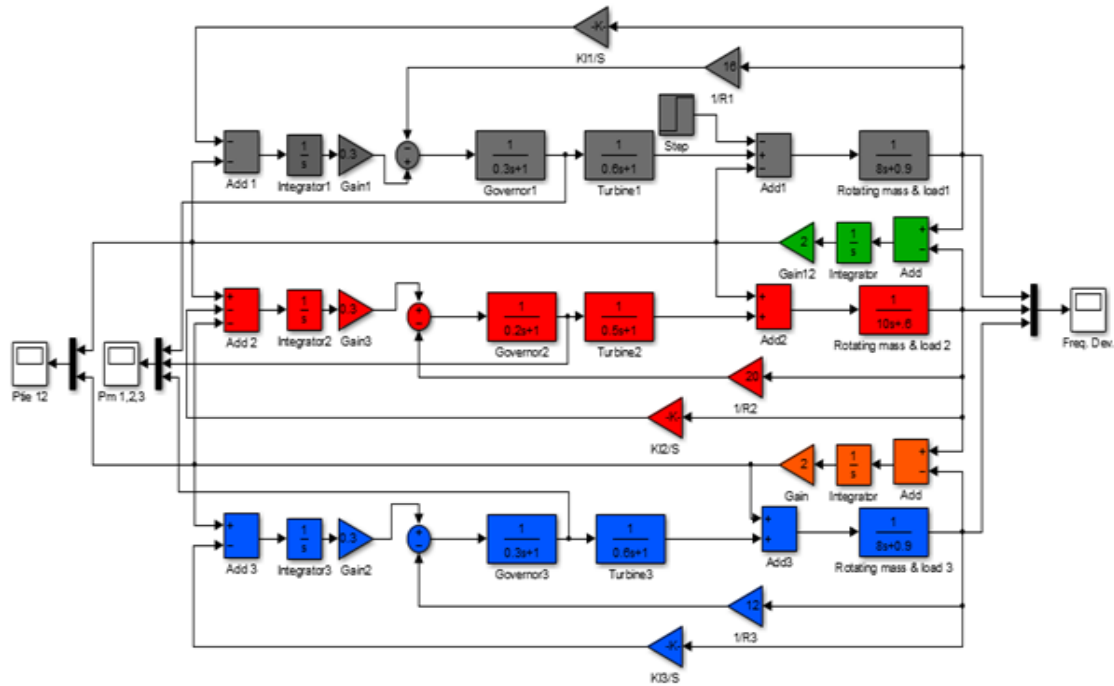 -K-
KI1/S
16
1/R1
Step
Add 1
1
s
Integrator1
0.3
Gain1
1
0.3s+1
Governor1
1
0.6s+1
Turbine1
Add1
1
8s+0.9
Rotating mass & load1
2
Gain12
1
s
Integrator
Add
Add 2
1
s
Integrator2
0.3
Gain3
1
0.2s+1
Governor2
1
0.5s+1
Turbine2
Add2
1
10s+.6
Rotating mass & load 2
Freq. Dev.
Ptie 12
Pm 1,2,3
20
1/R2
-K-
KI2/S
2
Gain
1
s
Integrator
Add
Add 3
1
s
Integrator3
0.3
Gain2
1
0.3s+1
Governor3
1
0.6s+1
Turbine3
Add3
1
8s+0.9
Rotating mass & load 3
12
1/R3
-K-
KI3/S